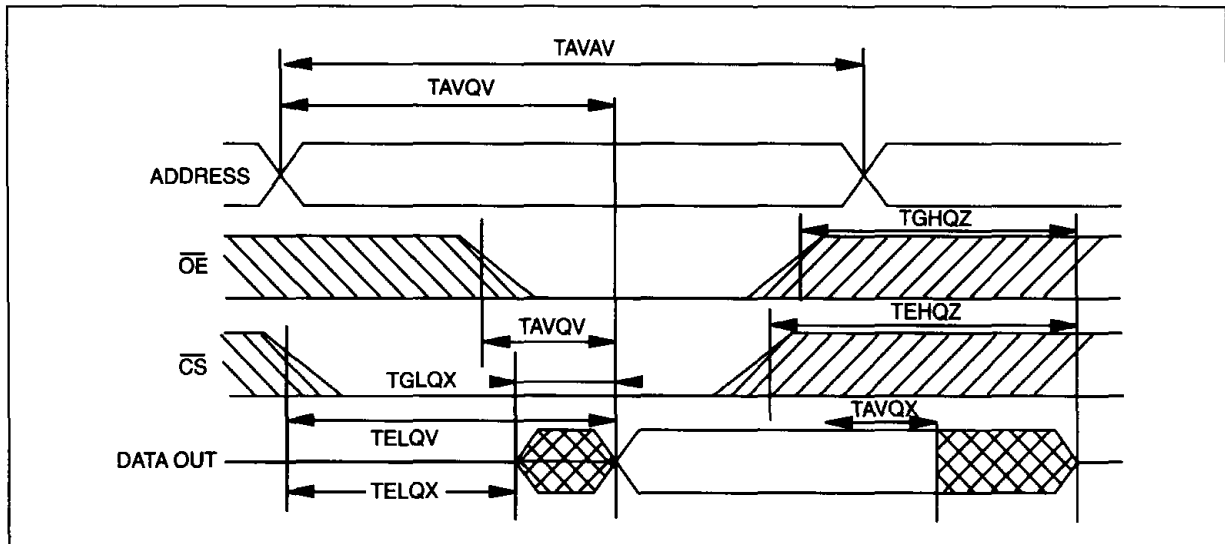 TAVAV
TAVQV
ADDRESS
TGHQZ
OE
TEHQZ
TAVQV
CS
TGLQX
TAVQX
TELQV
DATA OUT
TELQX